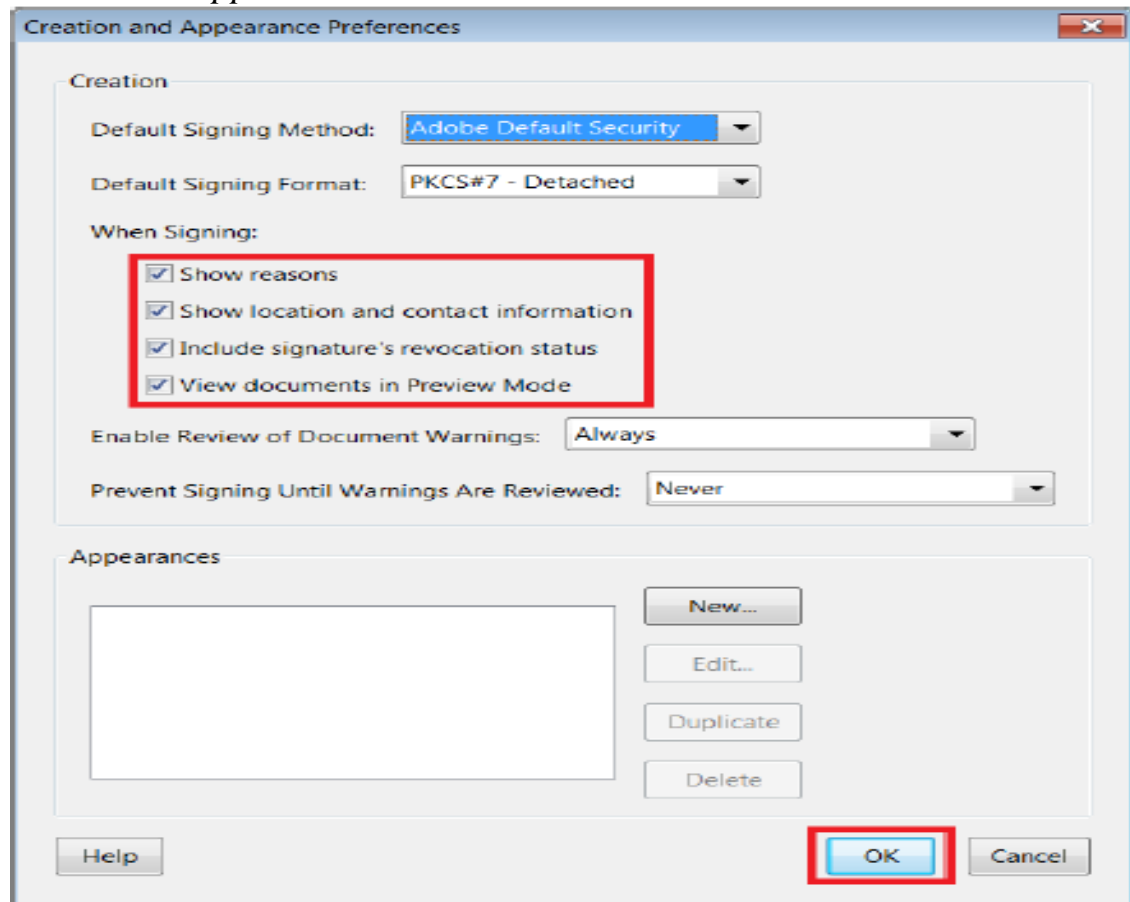 Creation and Appearance Preferences
Creation
Default Signing Method: Adobe Default Security
Default Signing Format: PKCS#7 - Detached
When Signing:
Show reasons
Show location and contact information
Include signature's revocation status
View documents in Preview Mode
Enable Review of Document Warnings: Always
Prevent Signing Until Warnings Are Reviewed: Never
Appearances
New...
Edit...
Duplicate
Delete
Help OK Cancel